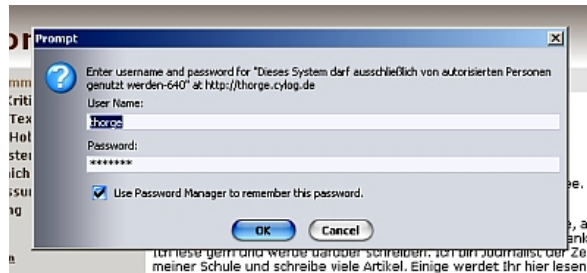 Prompt
Enter username and password for "Dieses System darf ausschließlich von autorisierten Personen
genutzt werden-640" at http://thorge.cylog.de
User Name:
thorge
Password:
*******
Use Password Manager to remember this password.
OK
Cancel
ich lese gern und werde darüber schreiben. Ich bin Journalist der
meiner Schule und schreibe viele Artikel. Einige werdet Ihr hier lesen